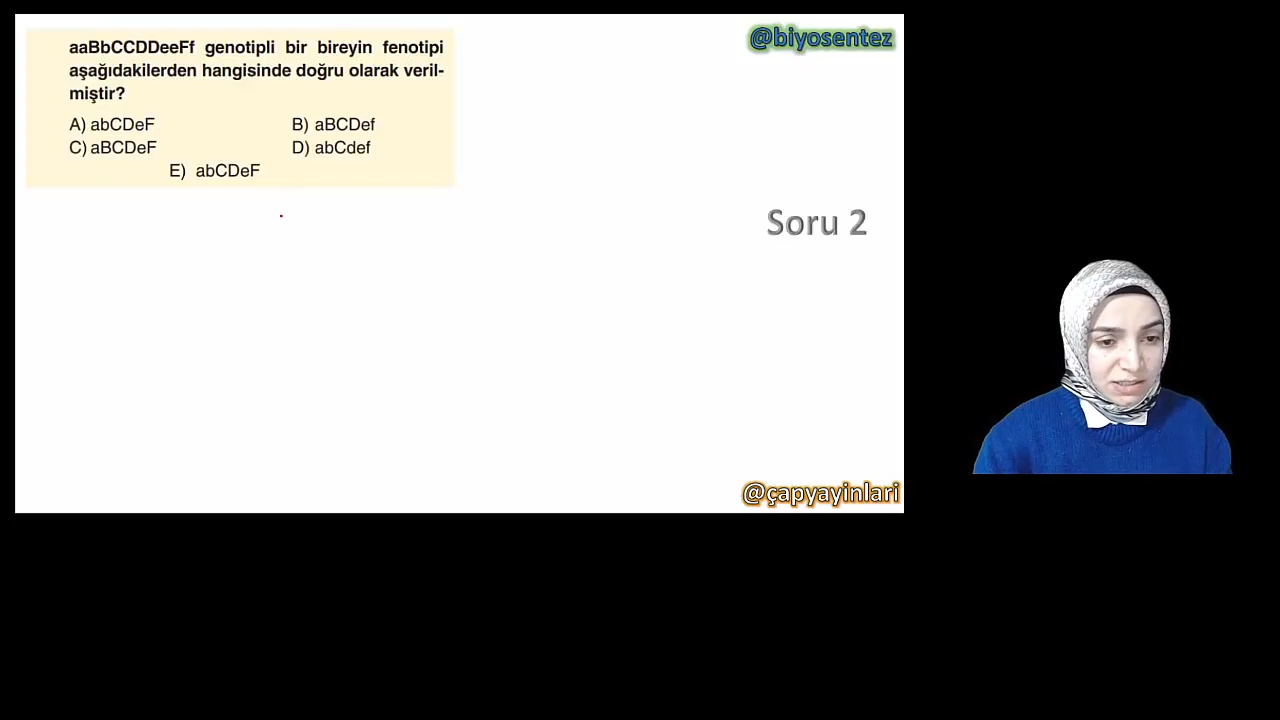 aaBbCCDDeeFf genotipli bir bireyin fenotipi
aşağıdakilerden hangisinde doğru olarak veril-
miştir?
A) abCDeF
B) aBCDef
C) aBCDeF
D) abCdef
E) abCDeF
@biyosentez
Soru 2
@çapyayinlari